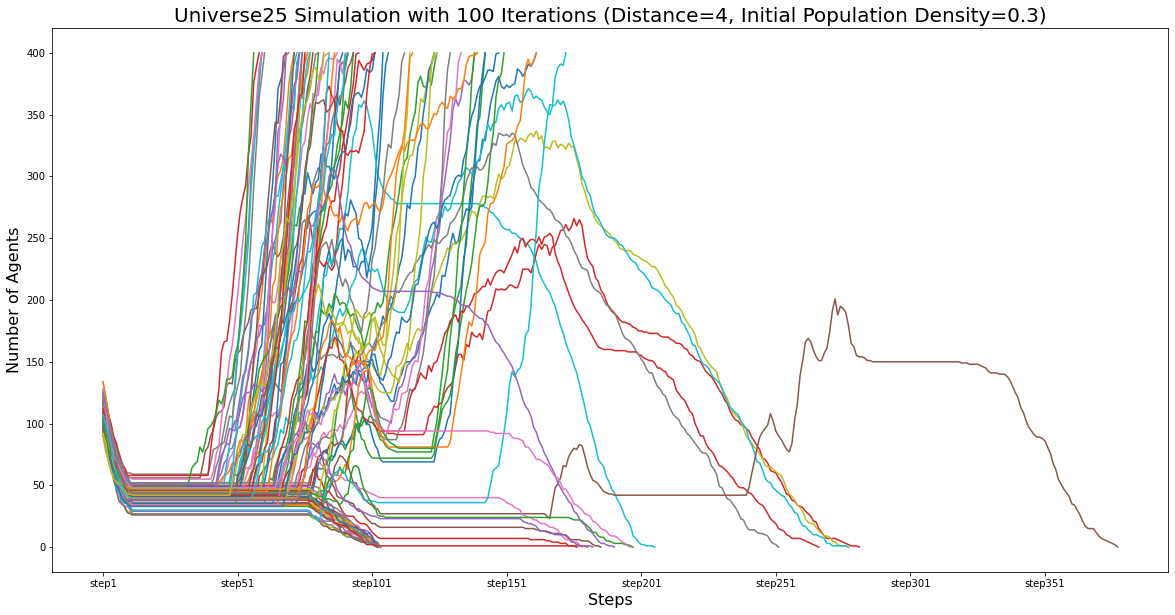 Universe25 Simulation with 100 Iterations (Distance=4, Initial Population Density=0.3)
Number of Agents
400
350
300
250
200
150
100
50
0
step1 step51 step101 step151 step201 step251 step301 step351
Steps